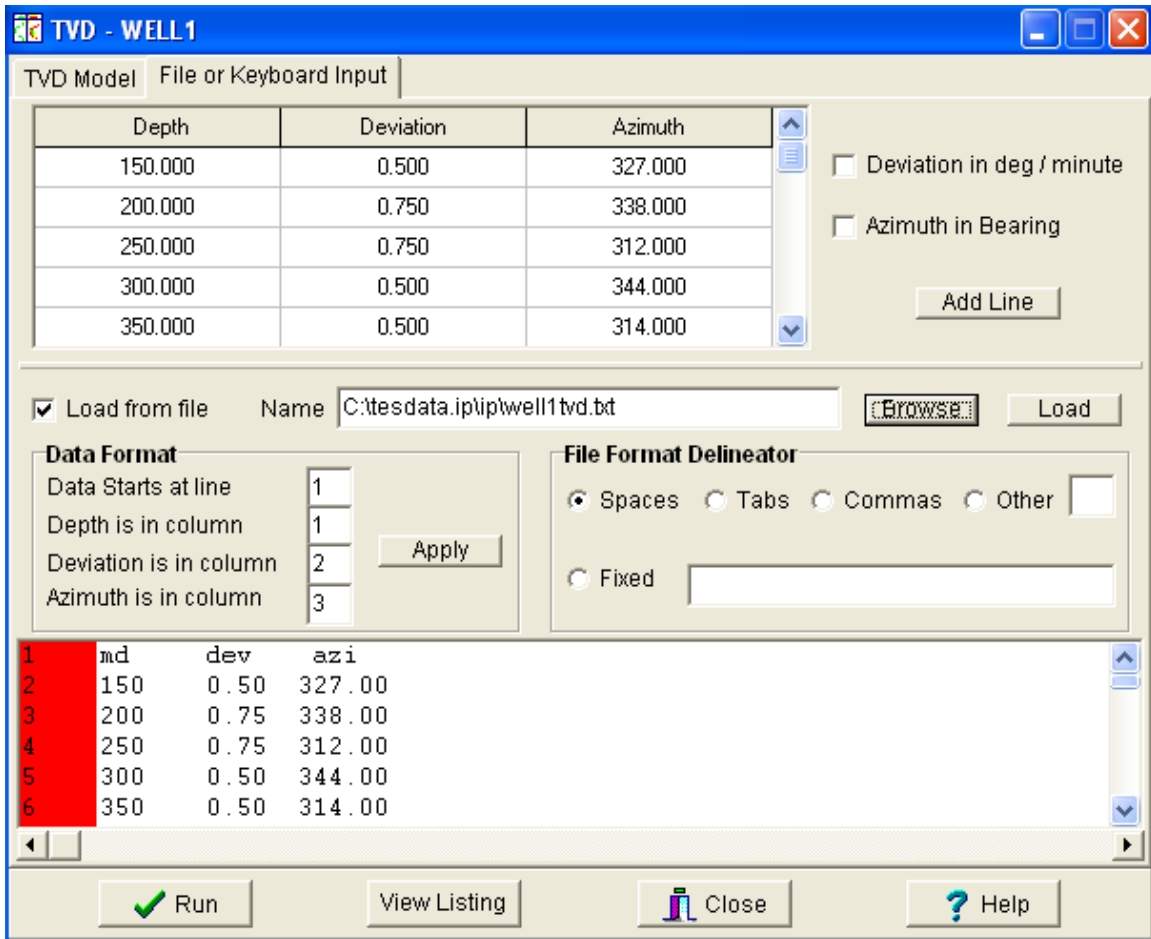 TVD - WELL1
TVD Model File or Keyboard Input
Depth Deviation Azimuth
150.000 0.500 327.000
200.000 0.750 338.000
250.000 0.750 312.000
300.000 0.500 344.000
350.000 0.500 314.000
Deviation in deg / minute
Azimuth in Bearing
Add Line
Load from file Name C:\tesdata.ip\ip\well1tvd.txt Browse Load
Data Format
Data Starts at line 1
Depth is in column 1
Deviation is in column 2
Azimuth is in column 3
Apply
File Format Delineator
Spaces Tabs Commas Other
Fixed
1 md dev azi
2 150 0.50 327.00
3 200 0.75 338.00
4 250 0.75 312.00
5 300 0.50 344.00
6 350 0.50 314.00
Run View Listing Close Help